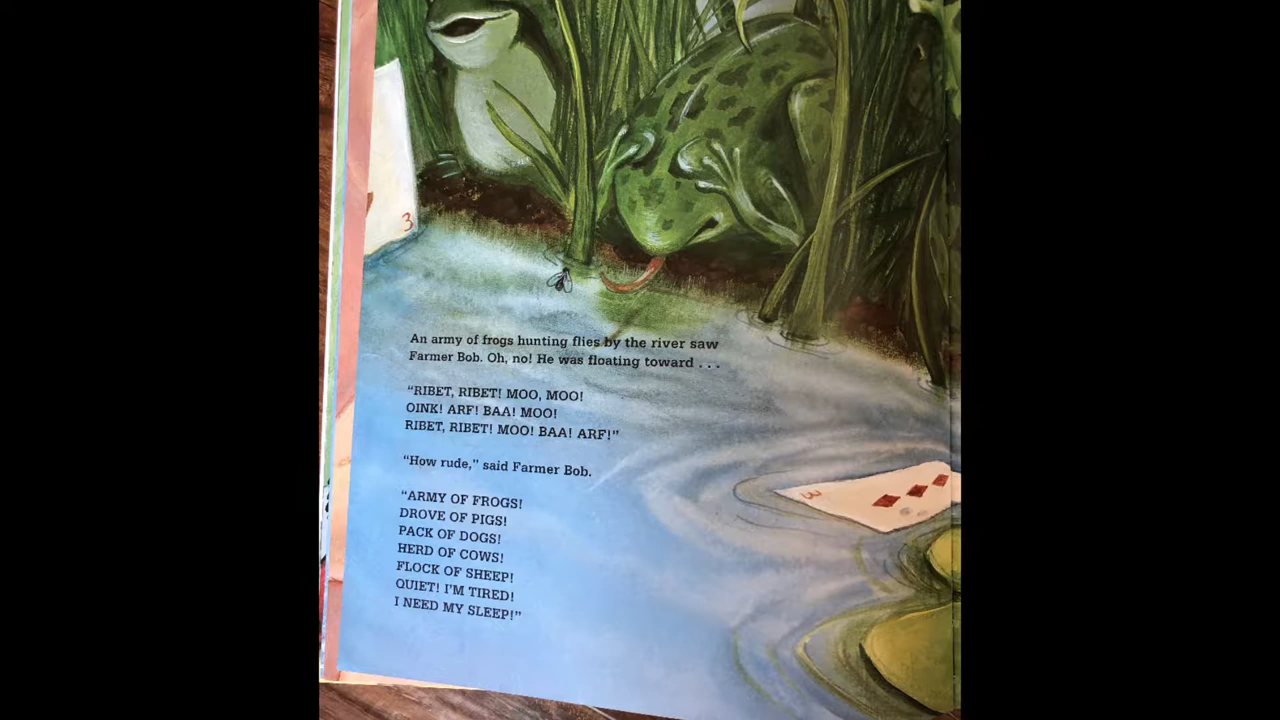 3
An army of frogs hunting flies by the river saw
Farmer Bob. Oh, no! He was floating toward . . .
“RIBET, RIBET! MOO, MOO!
OINK! ARF! BAA! MOO!
RIBET, RIBET! MOO! BAA! ARF!”
“How rude,” said Farmer Bob.
“ARMY OF FROGS!
DROVE OF PIGS!
PACK OF DOGS!
HERD OF COWS!
FLOCK OF SHEEP!
QUIET! I'M TIRED!
I NEED MY SLEEP!”
3